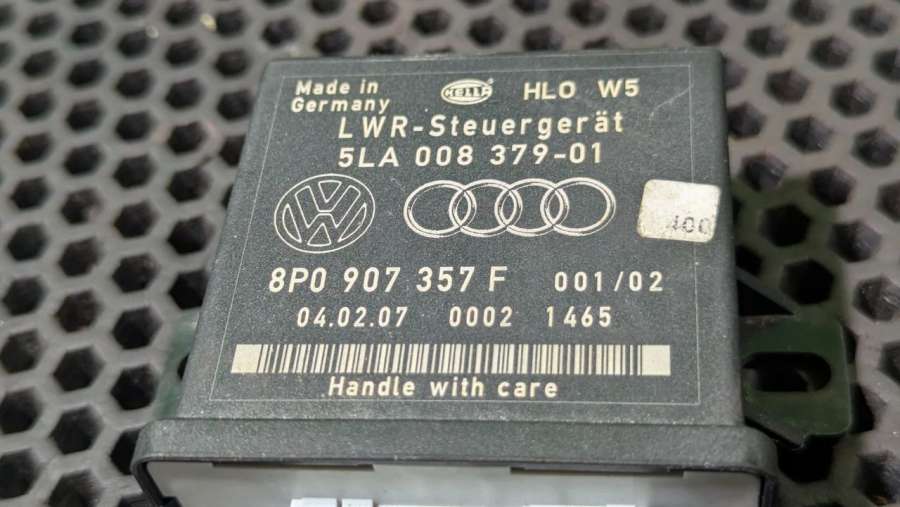 Made in
Germany
HELLA
HLO W5
LWR-Steuergerät
5LA 008 379-01
400
8P0 907 357 F 001/02
04.02.07 0002 1465
Handle with care